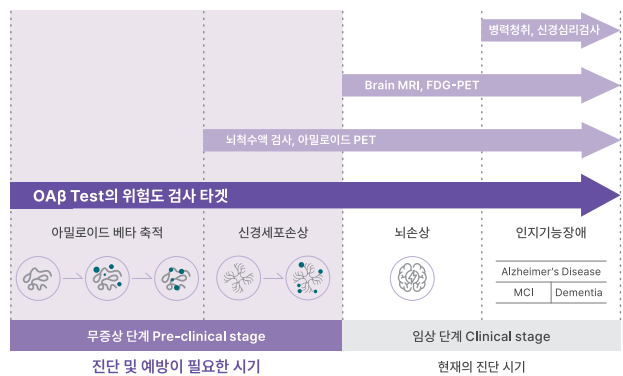 병력청취, 신경심리검사
Brain MRI, FDG-PET
뇌척수액 검사, 아밀로이드 PET
OAβ Test의 위험도 검사 타겟
아밀로이드 베타 축적
신경세포손상
뇌손상
인지기능장애
Alzheimer's Disease
MCI
Dementia
무증상 단계 Pre-clinical stage
임상 단계 Clinical stage
진단 및 예방이 필요한 시기
현재의 진단 시기